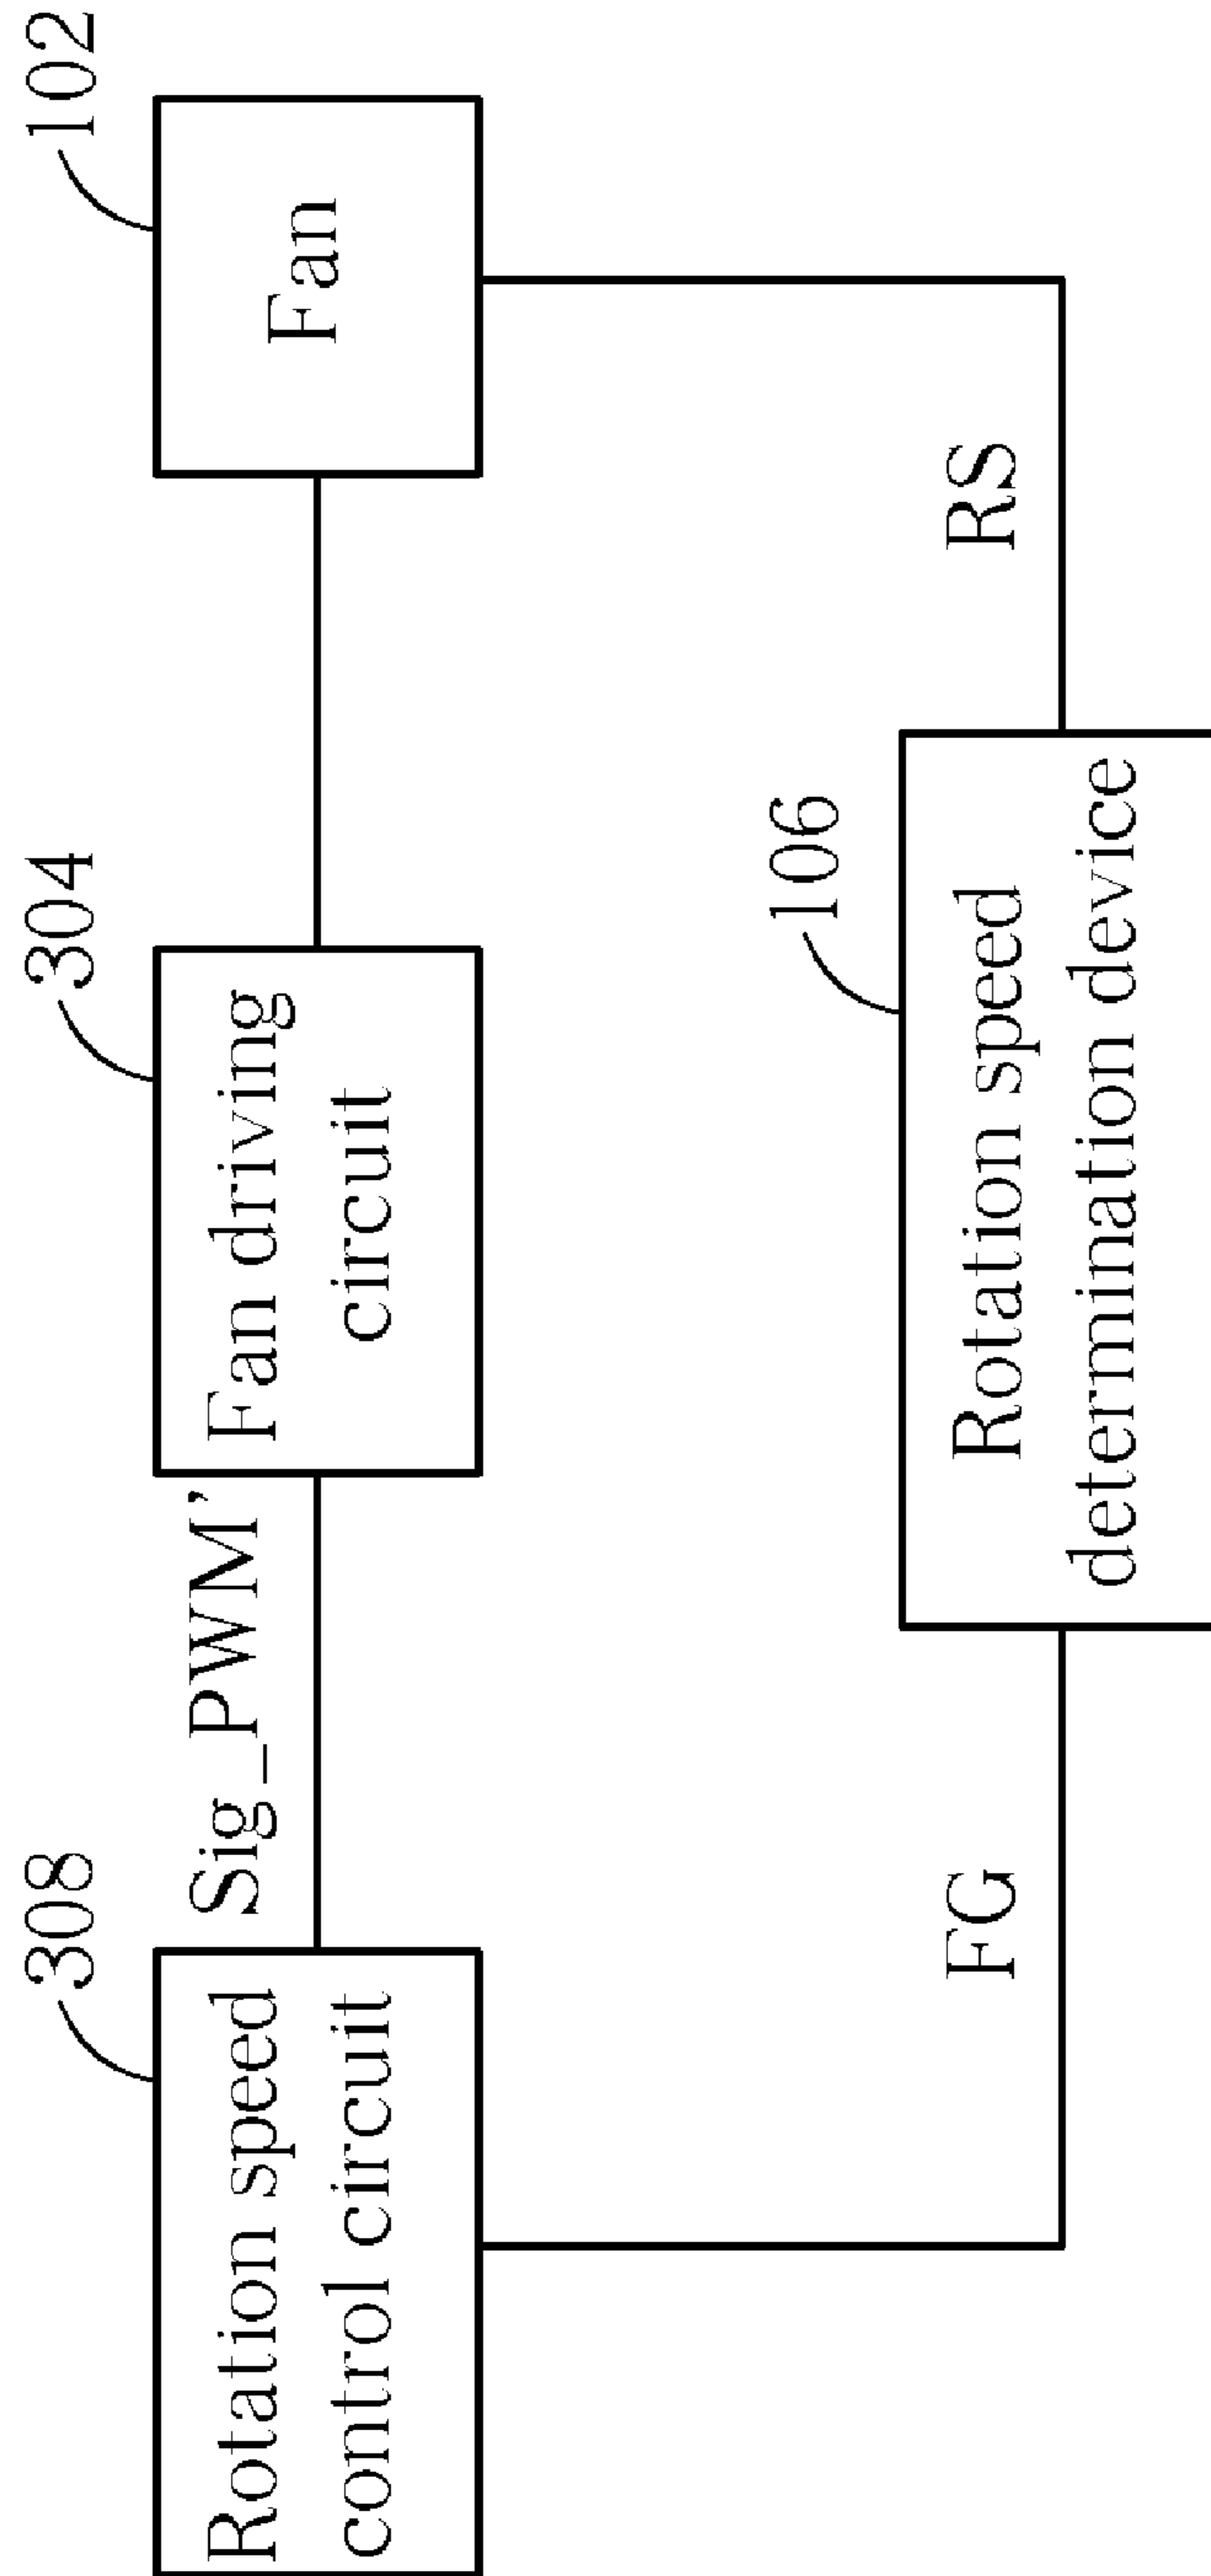 308
304
102
Rotation speed
control circuit
Sig_PWM’
Fan driving
circuit
Fan
106
FG
RS
Rotation speed
determination device